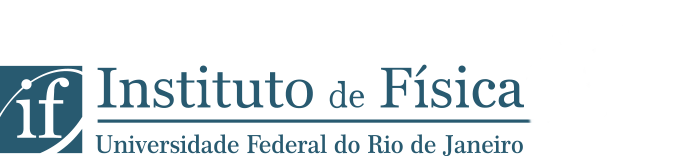 if
Instituto de Física
Universidade Federal do Rio de Janeiro